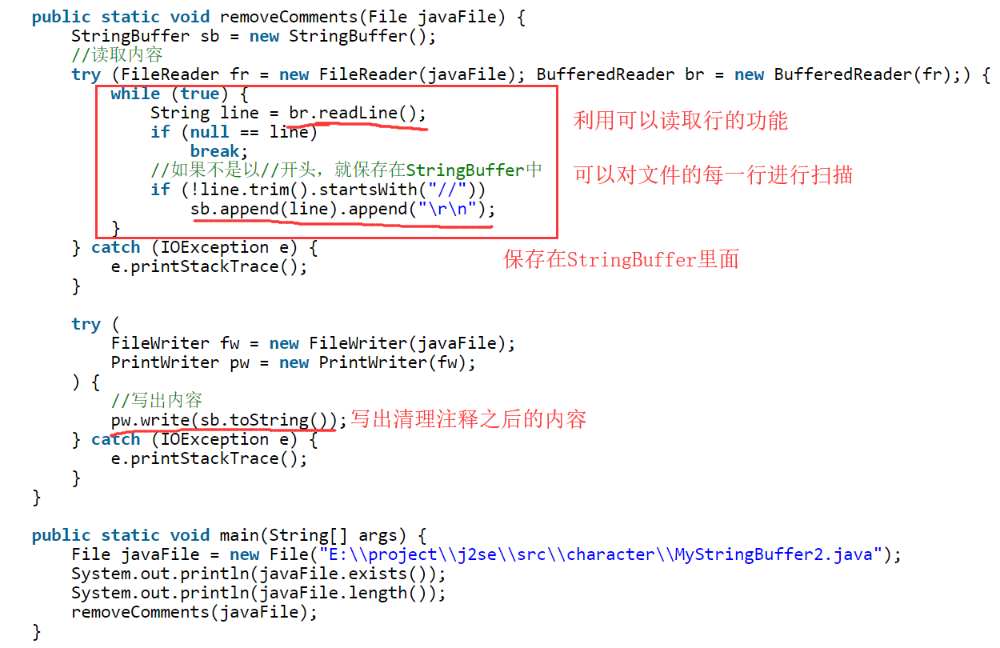 public static void removeComments(File javaFile) {
StringBuffer sb = new StringBuffer();
//读取内容
try (FileReader fr = new FileReader(javaFile); BufferedReader br = new BufferedReader(fr);) {
while (true) {
String line = br.readLine();
利用可以读取行的功能
if (null == line)
break;
//如果不是以//开头，就保存在StringBuffer中
可以对文件的每一行进行扫描
if (!line.trim().startsWith("//"))
sb.append(line).append("\r\n");
}
} catch (IOException e) {
保存在StringBuffer里面
e.printStackTrace();
}
try (
FileWriter fw = new FileWriter(javaFile);
PrintWriter pw = new PrintWriter(fw);
) {
//写出内容
pw.write(sb.toString());写出清理注释之后的内容
} catch (IOException e) {
e.printStackTrace();
}
}
public static void main(String[] args) {
File javaFile = new File("E:\\project\\j2se\\src\\character\\MyStringBuffer2.java");
System.out.println(javaFile.exists());
System.out.println(javaFile.length());
removeComments(javaFile);
}